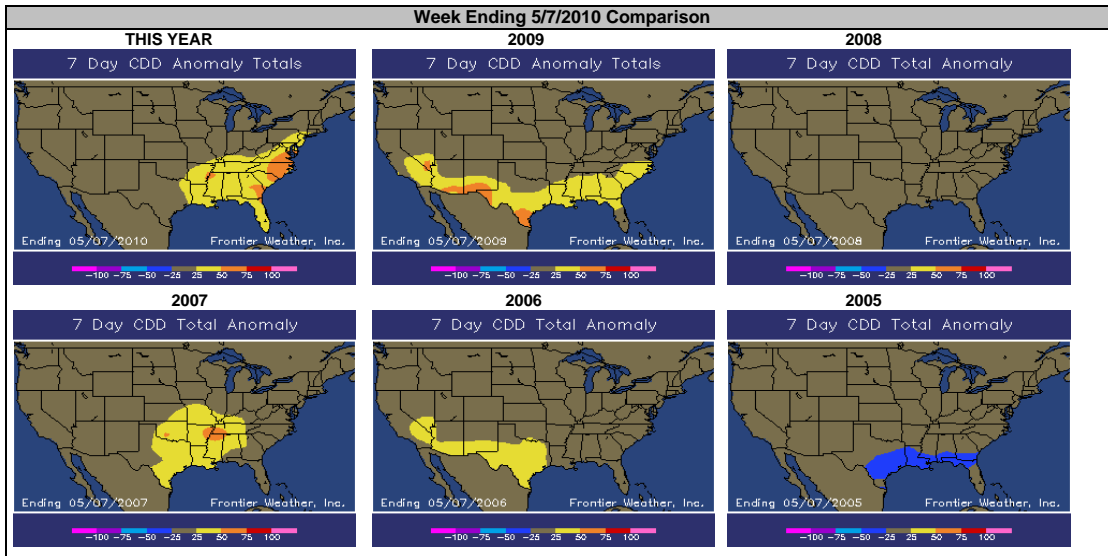 Week Ending 5/7/2010 Comparison
THIS YEAR
2009
2008
7 Day CDD Anomaly Totals
7 Day CDD Anomaly Totals
7 Day CDD Total Anomaly
Ending 05/07/2010 Frontier Weather, Inc.
Ending 05/07/2009 Frontier Weather, Inc.
Ending 05/07/2008 Frontier Weather, Inc.
-100 -75 -50 -25 25 50 75 100
-100 -75 -50 -25 25 50 75 100
-100 -75 -50 -25 25 50 75 100
2007
2006
2005
7 Day CDD Total Anomaly
7 Day CDD Total Anomaly
7 Day CDD Total Anomaly
Ending 05/07/2007 Frontier Weather, Inc.
Ending 05/07/2006 Frontier Weather, Inc.
Ending 05/07/2005 Frontier Weather, Inc.
-100 -75 -50 -25 25 50 75 100
-100 -75 -50 -25 25 50 75 100
-100 -75 -50 -25 25 50 75 100